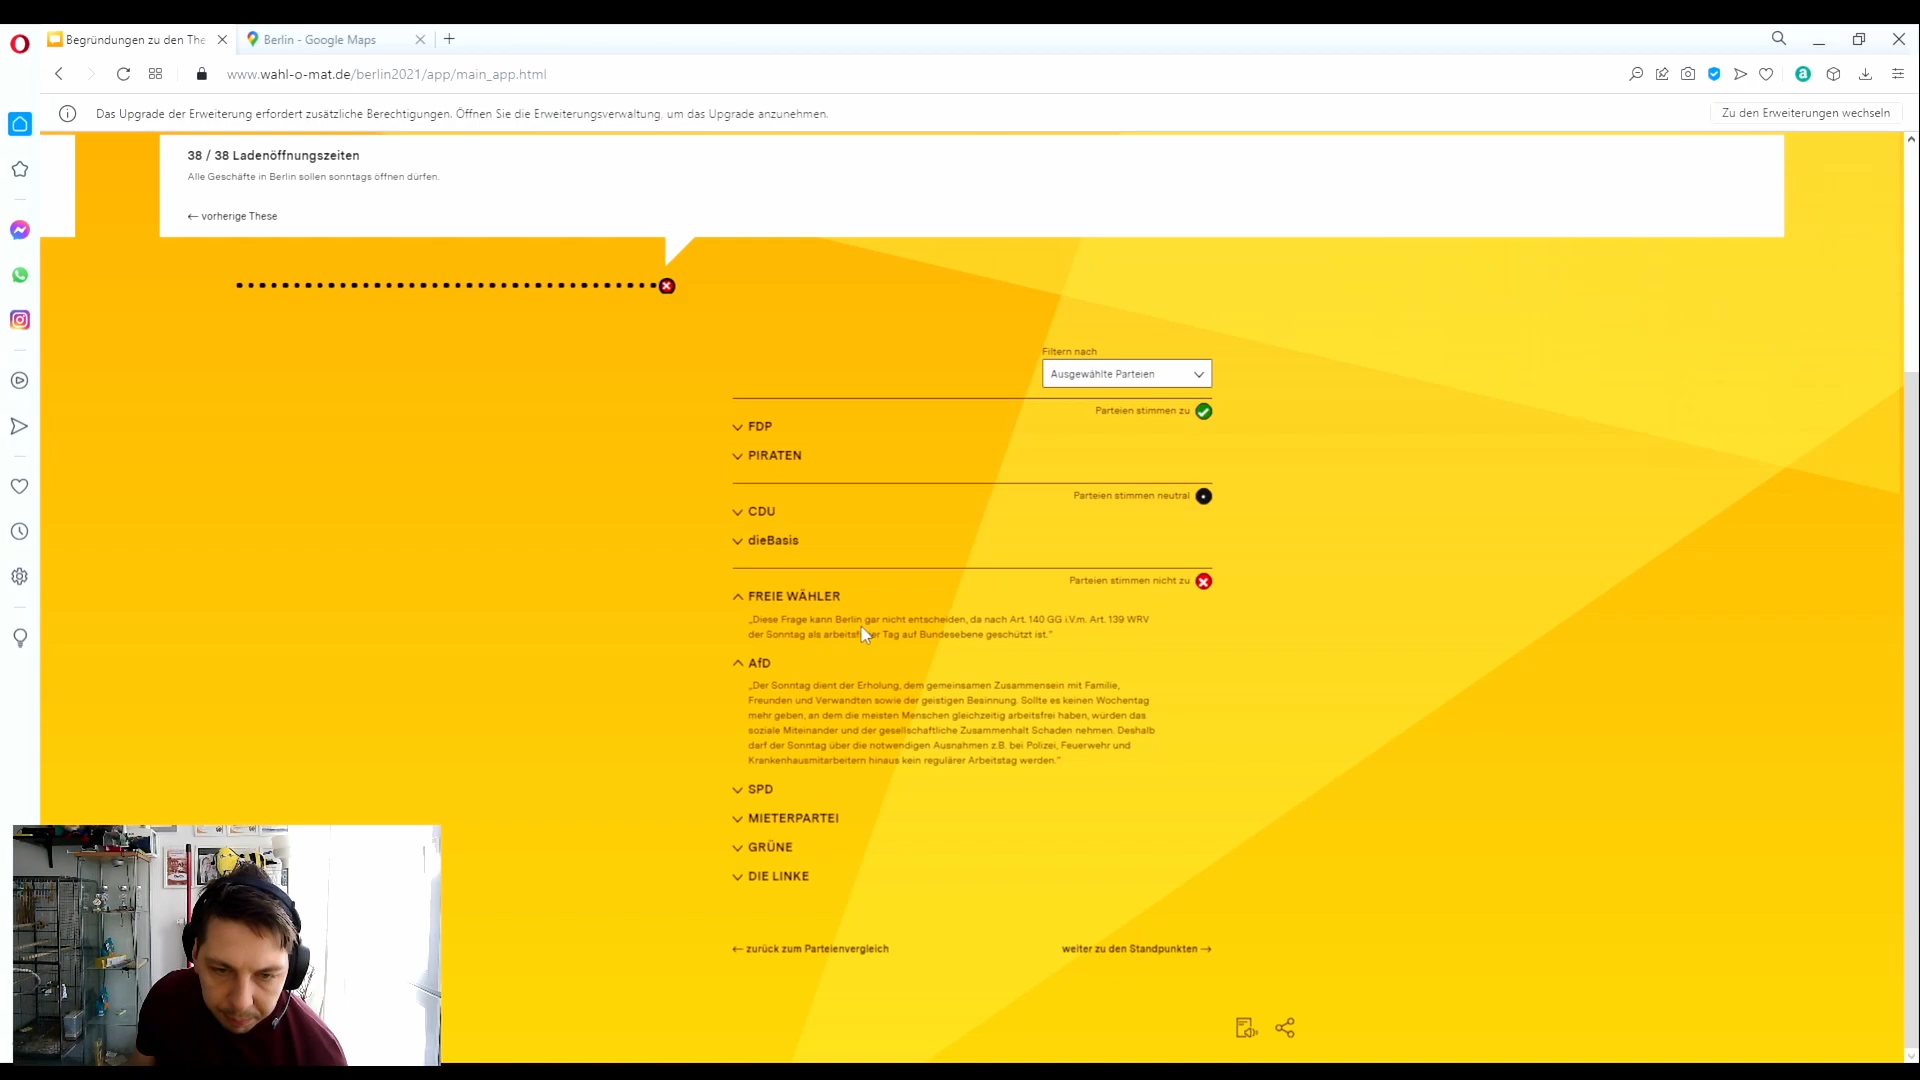 Begründungen zu den The
Berlin - Google Maps
www.wahl-o-mat.de/berlin2021/app/main_app.html
Das Upgrade der Erweiterung erfordert zusätzliche Berechtigungen. Öffnen Sie die Erweiterungsverwaltung, um das Upgrade anzunehmen.
Zu den Erweiterungen wechseln
38 / 38 Ladenöffnungszeiten
Alle Geschäfte in Berlin sollen sonntags öffnen dürfen.
← vorherige These
Filtern nach
Ausgewählte Parteien
Parteien stimmen zu
FDP
PIRATEN
Parteien stimmen neutral
CDU
dieBasis
Parteien stimmen nicht zu
FREIE WÄHLER
„Diese Frage kann Berlin gar nicht entscheiden, da nach Art. 140 GG i.V.m. Art. 139 WRV
der Sonntag als Tag auf Bundesebene geschützt ist."
AfD
„Der Sonntag dient der Erholung, dem gemeinsamen Zusammensein mit Familie,
Freunden und Verwandten sowie der geistigen Besinnung. Sollte es keinen Wochentag
mehr geben, an dem die meisten Menschen gleichzeitig arbeitsfrei haben, würden das
soziale Miteinander und der gesellschaftliche Zusammenhalt Schaden nehmen. Deshalb
darf der Sonntag über die notwendigen Ausnahmen z.B. bei Polizei, Feuerwehr und
Krankenhausmitarbeitern hinaus kein regulärer Arbeitstag werden."
SPD
MIETERPARTEI
GRÜNE
DIE LINKE
← zurück zum Parteienvergleich
weiter zu den Standpunkten →